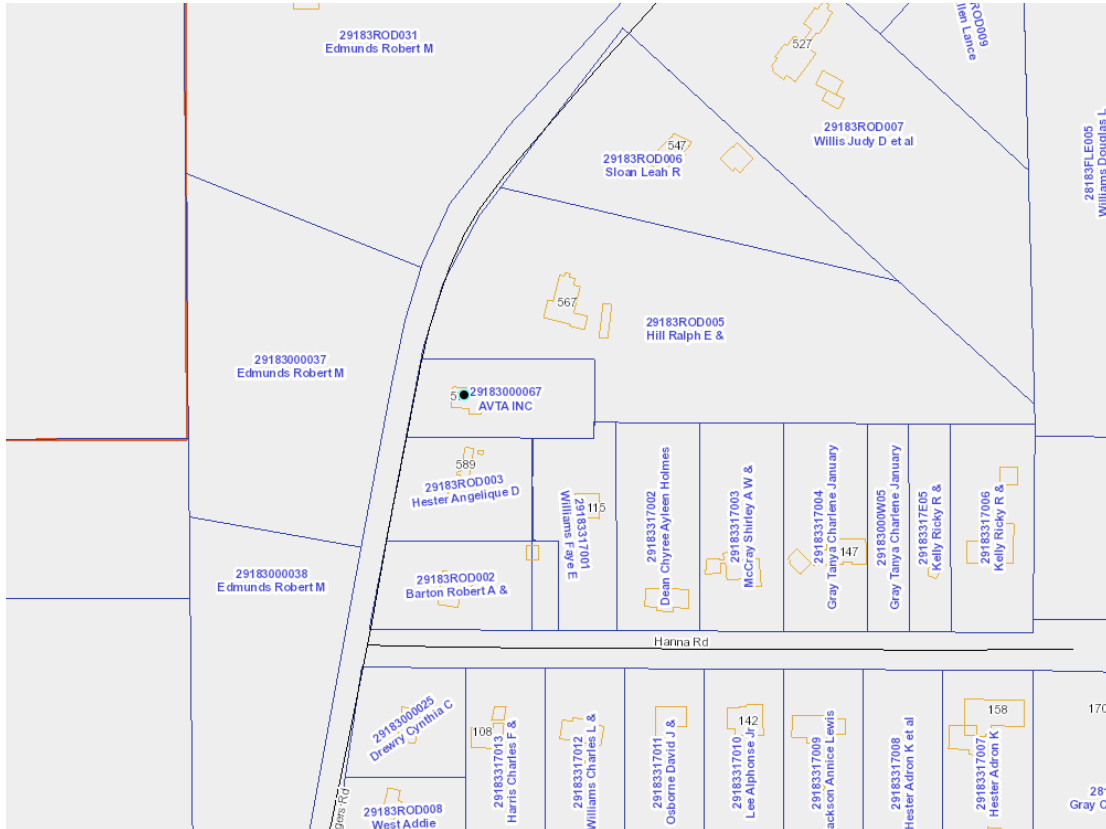 29183ROD031
Edmunds Robert M
527
29183ROD007
Willis Judy D et al
28183FLE005
547
29183ROD006
Sloan Leah R
567
29183ROD005
Hill Ralph E &
29183000037
Edmunds Robert M
29183000067
AVTA INC
589
29183ROD003
Hester Angelique D
115
29183317001
Williams Faye E
29183317002
Dean Chyree Ayleen Holmes
29183317003
McCray Shirley A W &
29183317004
Gray Tanya Charlene January
147
29183000W05
Gray Tanya Charlene January
29183317E05
Kelly Ricky R &
29183317006
Kelly Ricky R &
29183000038
Edmunds Robert M
29183ROD002
Barton Robert A &
Hanna Rd
29183000025
Drewry Cynthia C
108
29183317013
Harris Charles F &
29183317012
Williams Charles L &
29183317011
Osborne David J &
142
29183317010
Lee Alphonse Jr
29183317009
ackson Annice Lewis
29183317008
Hester Adron K et al
158
29183317007
Hester Adron K
170
29183ROD008
West Addie
gers Rd